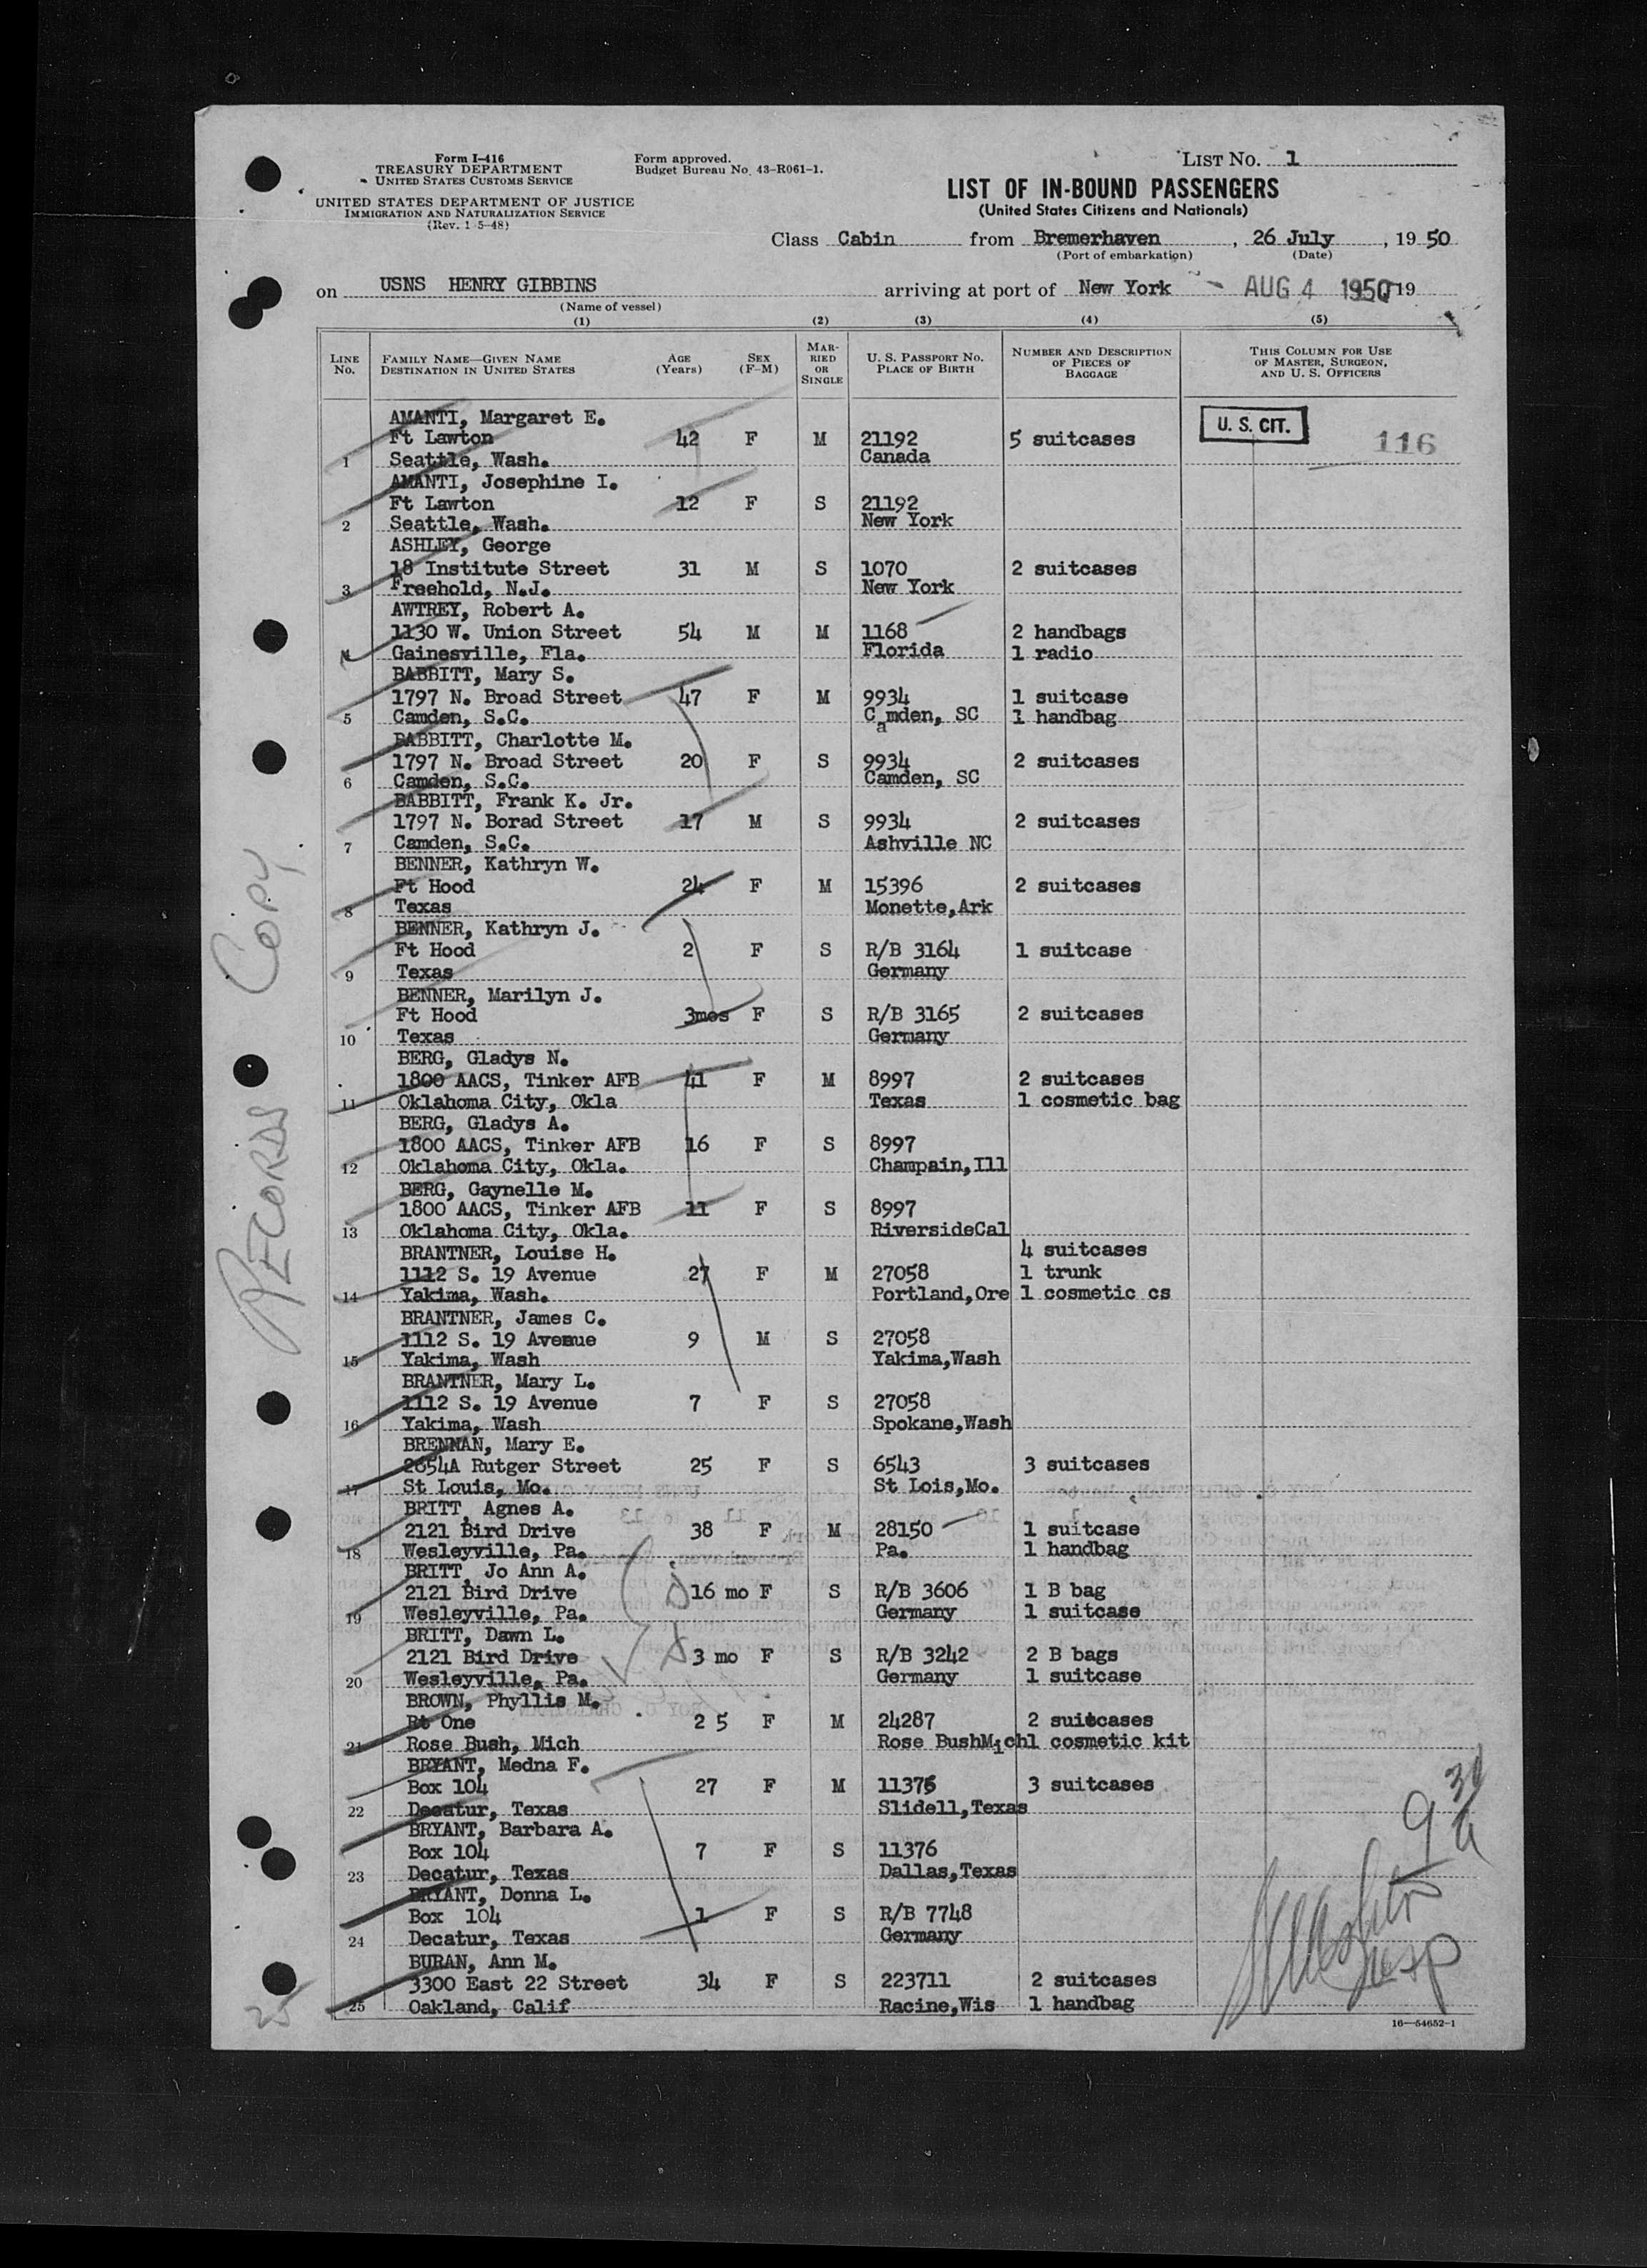 Form I-416
TREASURY DEPARTMENT
UNITED STATES CUSTOMS SERVICE
UNITED STATES DEPARTMENT OF JUSTICE
IMMIGRATION AND NATURALIZATION SERVICE
(Rev. 1-5-48)
Form approved.
Budget Bureau No. 43-R061-1.
LIST No. 1
LIST OF IN-BOUND PASSENGERS
(United States Citizens and Nationals)
Class Cabin from Bremerhaven, 26 July, 1950
(Port of embarkation) (Date)
on USNS HENRY GIBBINS arriving at port of New York - AUG 4 1950 19
(Name of vessel)
(1) (2) (3) (4) (5)
LINE No. FAMILY NAME—GIVEN NAME DESTINATION IN UNITED STATES AGE (Years) SEX (F-M) MARRIED OR SINGLE U. S. PASSPORT No. PLACE OF BIRTH NUMBER AND DESCRIPTION OF PIECES OF BAGGAGE THIS COLUMN FOR USE OF MASTER, SURGEON, AND U. S. OFFICERS
AMANTI, Margaret E.
Ft Lawton 42 F M 21192 5 suitcases U. S. CIT. 116
1 Seattle, Wash. Canada
AMANTI, Josephine I.
Ft Lawton 12 F S 21192
2 Seattle, Wash. New York
ASHLEY, George
18 Institute Street 31 M S 1070 2 suitcases
3 Freehold, N.J. New York
AWTREY, Robert A.
1130 W. Union Street 54 M M 1168 2 handbags
4 Gainesville, Fla. Florida 1 radio
BABBITT, Mary S.
1797 N. Broad Street 47 F M 9934 1 suitcase
5 Camden, S.C. Camden, SC 1 handbag
BABBITT, Charlotte M.
1797 N. Broad Street 20 F S 9934 2 suitcases
6 Camden, S.C. Camden, SC
BABBITT, Frank K. Jr.
1797 N. Borad Street 17 M S 9934 2 suitcases
7 Camden, S.C. Ashville NC
BENNER, Kathryn W.
Ft Hood 24 F M 15396 2 suitcases
8 Texas Monette,Ark
BENNER, Kathryn J.
Ft Hood 2 F S R/B 3164 1 suitcase
9 Texas Germany
BENNER, Marilyn J.
Ft Hood 3mos F S R/B 3165 2 suitcases
10 Texas Germany
BERG, Gladys N.
1800 AACS, Tinker AFB 41 F M 8997 2 suitcases
11 Oklahoma City, Okla Texas 1 cosmetic bag
BERG, Gladys A.
1800 AACS, Tinker AFB 16 F S 8997
12 Oklahoma City, Okla. Champain,Ill
BERG, Gaynelle M.
1800 AACS, Tinker AFB 11 F S 8997
13 Oklahoma City, Okla. RiversideCal
BRANTNER, Louise H. 4 suitcases
1112 S. 19 Avenue 27 F M 27058 1 trunk
14 Yakima, Wash. Portland,Ore 1 cosmetic cs
BRANTNER, James C.
1112 S. 19 Avenue 9 M S 27058
15 Yakima, Wash Yakima,Wash
BRANTNER, Mary L.
1112 S. 19 Avenue 7 F S 27058
16 Yakima, Wash Spokane,Wash
BRENNAN, Mary E.
2654A Rutger Street 25 F S 6543 3 suitcases
17 St Louis, Mo. St Lois,Mo.
BRITT, Agnes A.
2121 Bird Drive 38 F M 28150 1 suitcase
18 Wesleyville, Pa. Pa. 1 handbag
BRITT, Jo Ann A.
2121 Bird Drive 16 mo F S R/B 3606 1 B bag
19 Wesleyville, Pa. Germany 1 suitcase
BRITT, Dawn L.
2121 Bird Drive 3 mo F S R/B 3242 2 B bags
20 Wesleyville, Pa. Germany 1 suitcase
BROWN, Phyllis M.
Rt One 2 5 F M 24287 2 suitcases
21 Rose Bush, Mich Rose BushMich 1 cosmetic kit
BRYANT, Medna F.
Box 104 27 F M 11376 3 suitcases
22 Decatur, Texas Slidell,Texas
BRYANT, Barbara A.
Box 104 7 F S 11376
23 Decatur, Texas Dallas,Texas
BRYANT, Donna L.
Box 104 1 F S R/B 7748
24 Decatur, Texas Germany
BURAN, Ann M.
3300 East 22 Street 34 F S 223711 2 suitcases
25 Oakland, Calif Racine,Wis 1 handbag
16—54652-1
RECORDS COPY
25